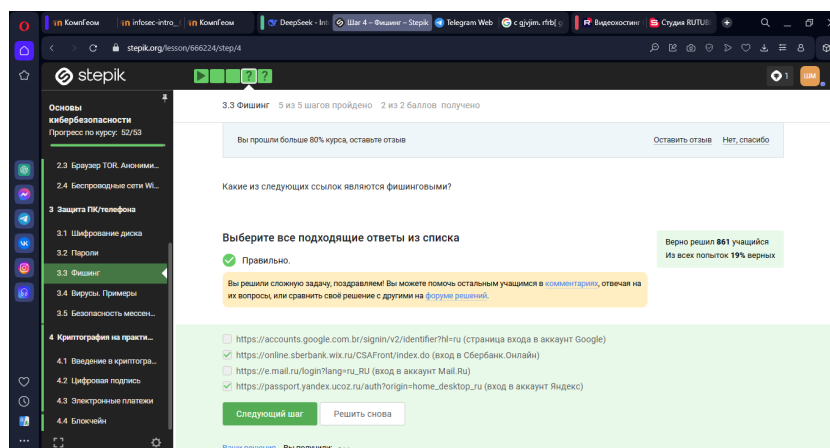 КомпГеом
infosec-intro_
КомпГеом
DeepSeek - Int
Шаг 4 – Фишинг – Stepik
Telegram Web
с gjvjim. rfrb[
Видеохостинг
Студия RUTUB
stepik.org/lesson/666224/step/4
stepik
1
ШМ
Основы
кибербезопасности
Прогресс по курсу: 52/53
2.3 Браузер TOR. Анонимн...
2.4 Беспроводные сети Wi...
3 Защита ПК/телефона
3.1 Шифрование диска
3.2 Пароли
3.3 Фишинг
3.4 Вирусы. Примеры
3.5 Безопасность мессен...
4 Криптография на практи...
4.1 Введение в криптогра...
4.2 Цифровая подпись
4.3 Электронные платежи
4.4 Блокчейн
3.3 Фишинг 5 из 5 шагов пройдено 2 из 2 баллов получено
Вы прошли больше 80% курса, оставьте отзыв
Оставить отзыв Нет, спасибо
Какие из следующих ссылок являются фишинговыми?
Выберите все подходящие ответы из списка
Верно решил 861 учащийся
Из всех попыток 19% верных
Правильно.
Вы решили сложную задачу, поздравляем! Вы можете помочь остальным учащимся в комментариях, отвечая на
их вопросы, или сравнить своё решение с другими на форуме решений.
https://accounts.google.com.br/signin/v2/identifier?hl=ru (страница входа в аккаунт Google)
https://online.sberbank.wix.ru/CSAFront/index.do (вход в Сбербанк.Онлайн)
https://e.mail.ru/login?lang=ru_RU (вход в аккаунт Mail.Ru)
https://passport.yandex.ucoz.ru/auth?origin=home_desktop_ru (вход в аккаунт Яндекс)
Следующий шаг
Решить снова
Ваши решения Вы получили: